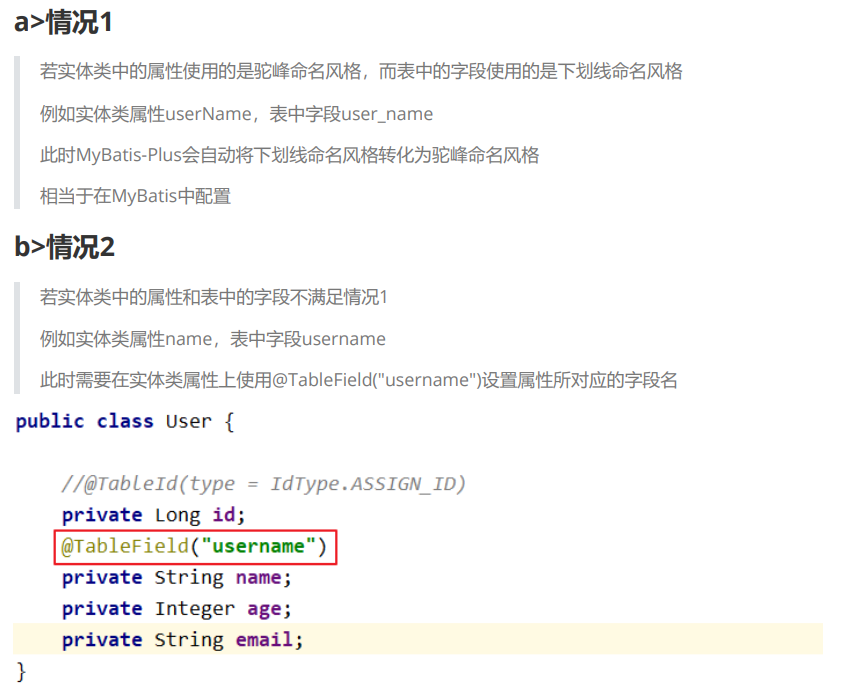 a>情况1
若实体类中的属性使用的是驼峰命名风格，而表中的字段使用的是下划线命名风格
例如实体类属性userName，表中字段user_name
此时MyBatis-Plus会自动将下划线命名风格转化为驼峰命名风格
相当于在MyBatis中配置
b>情况2
若实体类中的属性和表中的字段不满足情况1
例如实体类属性name，表中字段username
此时需要在实体类属性上使用@TableField("username")设置属性所对应的字段名
public class User {
//@TableId(type = IdType.ASSIGN_ID)
private Long id;
@TableField("username")
private String name;
private Integer age;
private String email;
}